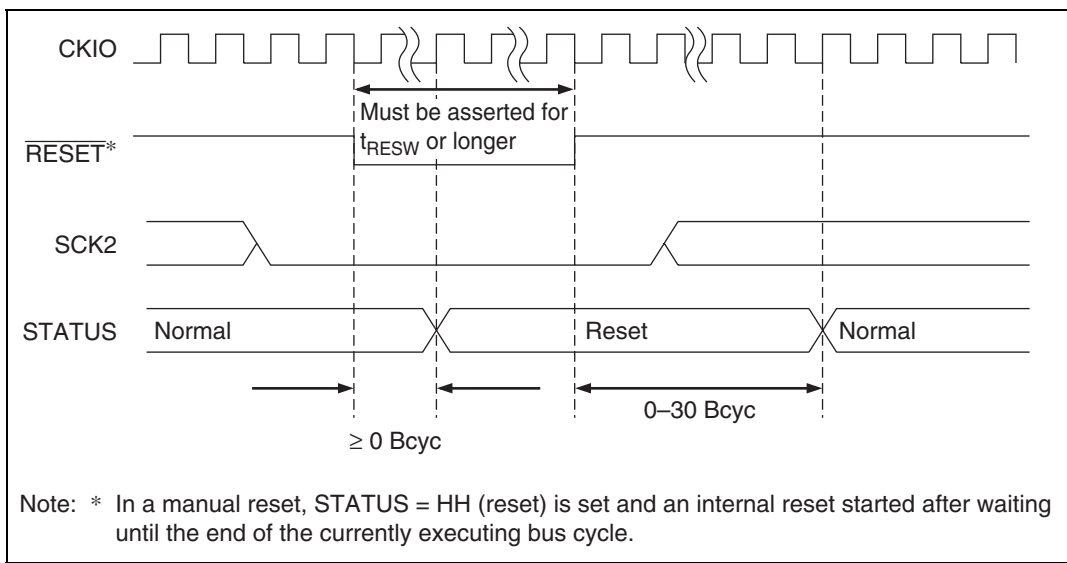 CKIO
Must be asserted for
tRESW or longer
RESET*
SCK2
STATUS
Normal
Reset
Normal
0–30 Bcyc
≥ 0 Bcyc
Note: * In a manual reset, STATUS = HH (reset) is set and an internal reset started after waiting
until the end of the currently executing bus cycle.